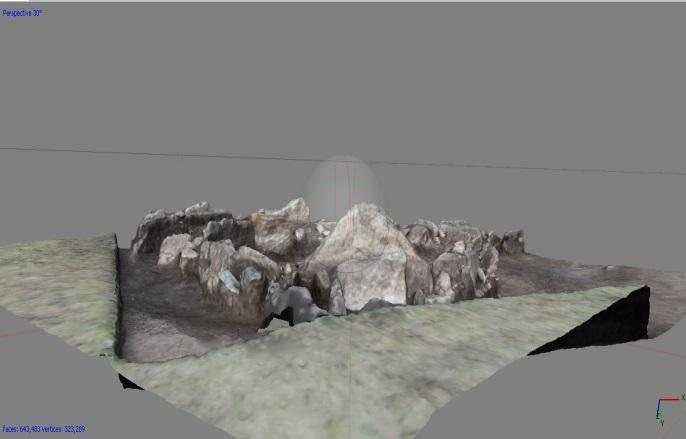 Perspective 30°
X
Y
Faces: 643,483 vertices: 323,289